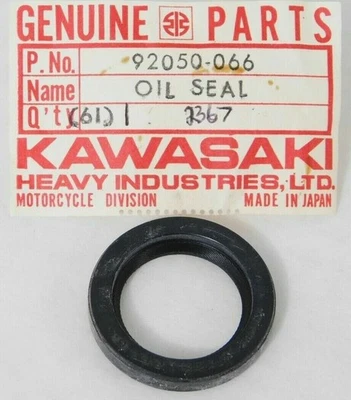 GENUINE PARTS
P.No. 92050-066
Name OIL SEAL
Q'ty (61) 1 2367
KAWASAKI
HEAVY INDUSTRIES,LTD.
MOTORCYCLE DIVISION MADE IN JAPAN